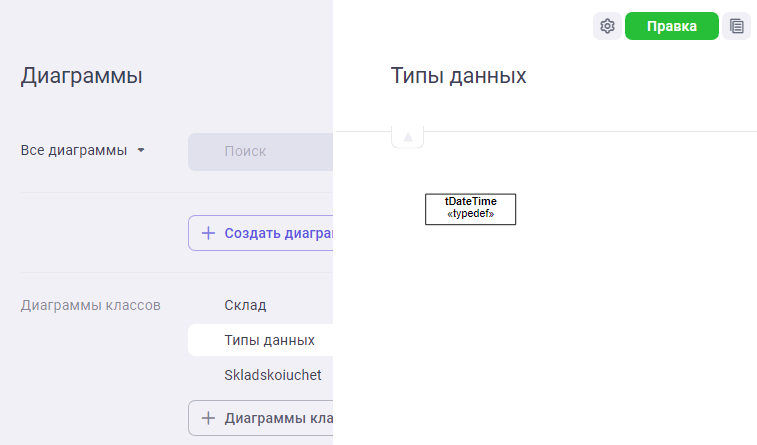 Правка
Диаграммы
Типы данных
Все диаграммы
Поиск
tDateTime
«typedef»
Создать диагра
Диаграммы классов
Склад
Типы данных
Skladskoiuchet
Диаграммы кла